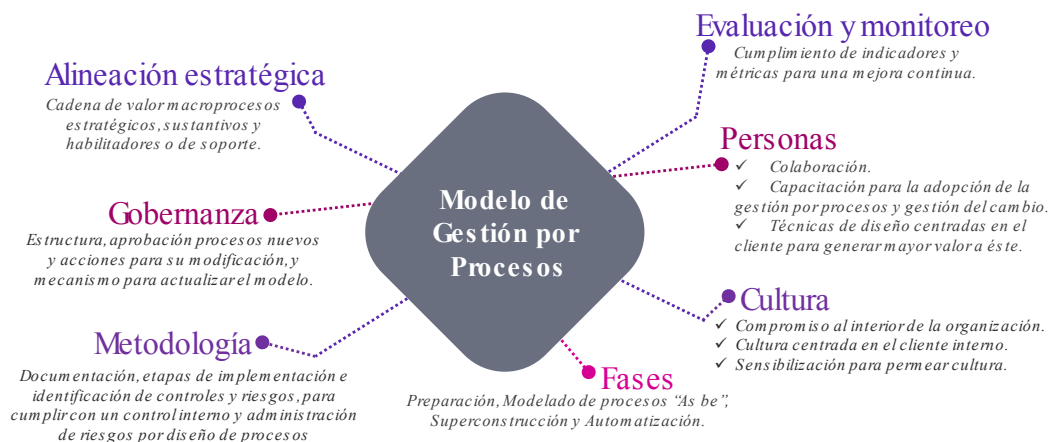 Alineación estratégica
Cadena de valor macroprocesos
estratégicos, sustantivos y
habilitadores o de soporte.
Gobernanza
Estructura, aprobación procesos nuevos
y acciones para su modificación, y
mecanismo para actualizar el modelo.
Metodología
Documentación, etapas de implementación e
identificación de controles y riesgos, para
cumplir con un control interno y administración
de riesgos por diseño de procesos
Modelo de
Gestión por
Procesos
Evaluación y monitoreo
Cumplimiento de indicadores y
métricas para una mejora continua.
Personas
✓ Colaboración.
✓ Capacitación para la adopción de la
gestión por procesos y gestión del cambio.
✓ Técnicas de diseño centradas en el
cliente para generar mayor valor a éste.
Cultura
✓ Compromiso al interior de la organización.
✓ Cultura centrada en el cliente interno.
✓ Sensibilización para permear cultura.
Fases
Preparación, Modelado de procesos “As be”,
Superconstrucción y Automatización.